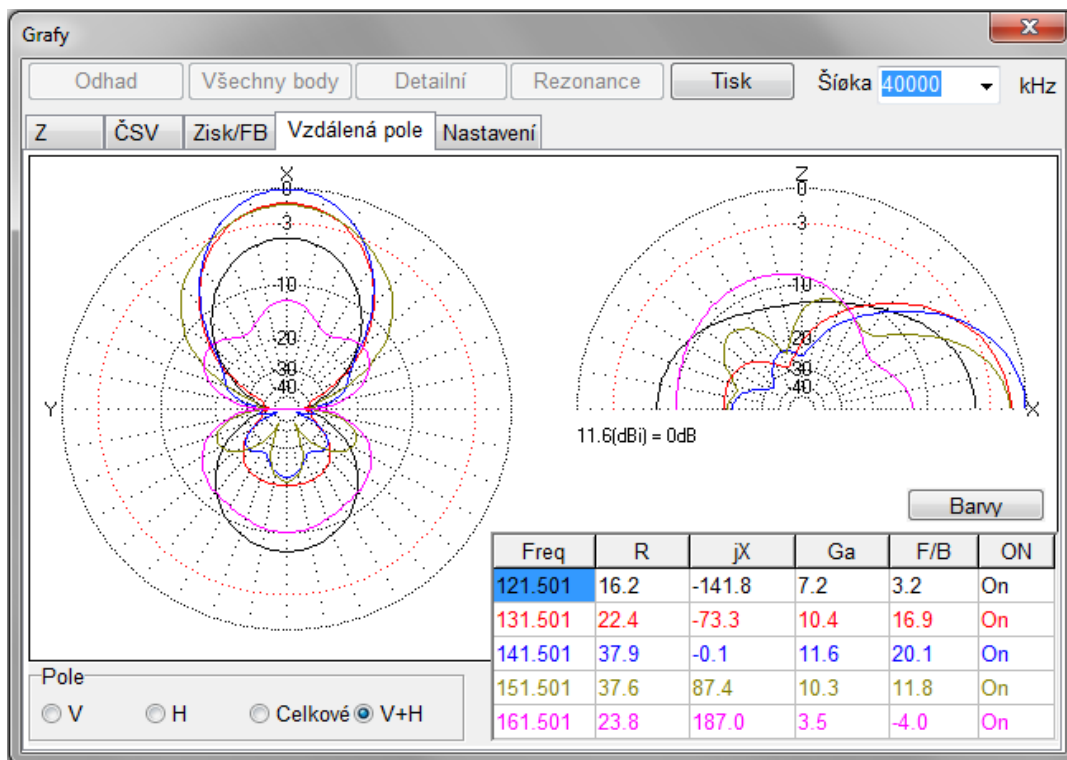 Grafy
Odhad Všechny body Detailní Rezonance Tisk Šíøka 40000 kHz
Z ČSV Zisk/FB Vzdálená pole Nastavení
X
0
3
10
20
30
40
Y
Z
0
-3
-10
20
30
40
X
11.6(dBi) = 0dB
Barvy
Freq R jX Ga F/B ON
121.501 16.2 -141.8 7.2 3.2 On
131.501 22.4 -73.3 10.4 16.9 On
141.501 37.9 -0.1 11.6 20.1 On
151.501 37.6 87.4 10.3 11.8 On
161.501 23.8 187.0 3.5 -4.0 On
Pole
V H Celkové V+H